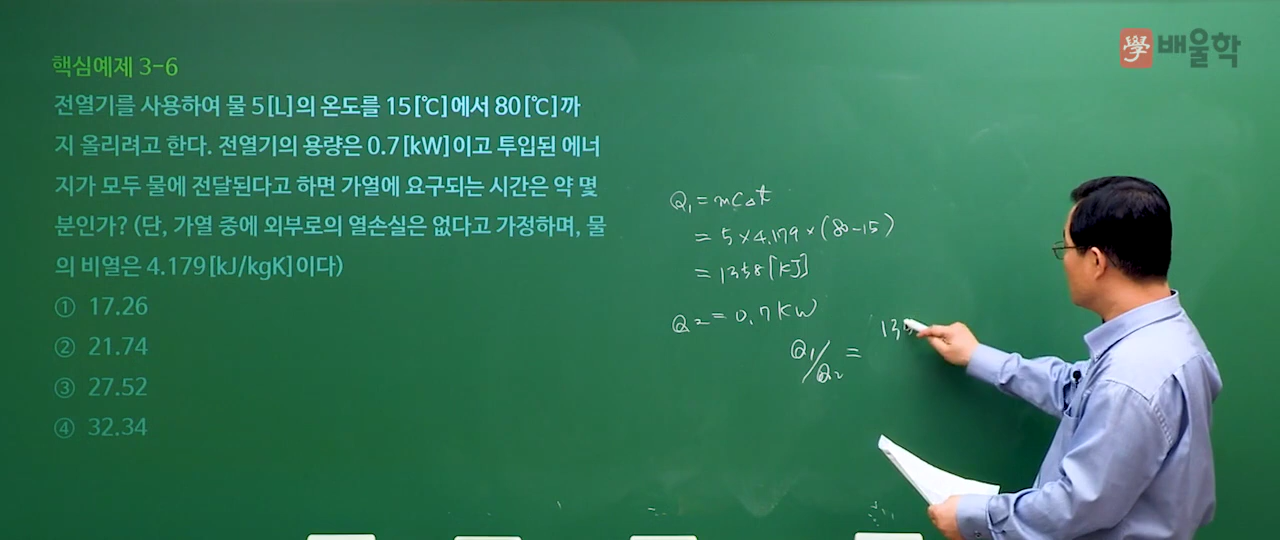 學 배울학
핵심예제 3-6
전열기를 사용하여 물 5[L]의 온도를 15[℃]에서 80[℃]까
지 올리려고 한다. 전열기의 용량은 0.7[kW]이고 투입된 에너
지가 모두 물에 전달된다고 하면 가열에 요구되는 시간은 약 몇
분인가? (단, 가열 중에 외부로의 열손실은 없다고 가정하며, 물
의 비열은 4.179[kJ/kgK]이다)
① 17.26
② 21.74
③ 27.52
④ 32.34
Q₁ = mC△t
= 5 × 4.179 × (80-15)
= 1358[KJ]
Q₂ = 0.7KW
Q₁/Q₂ =